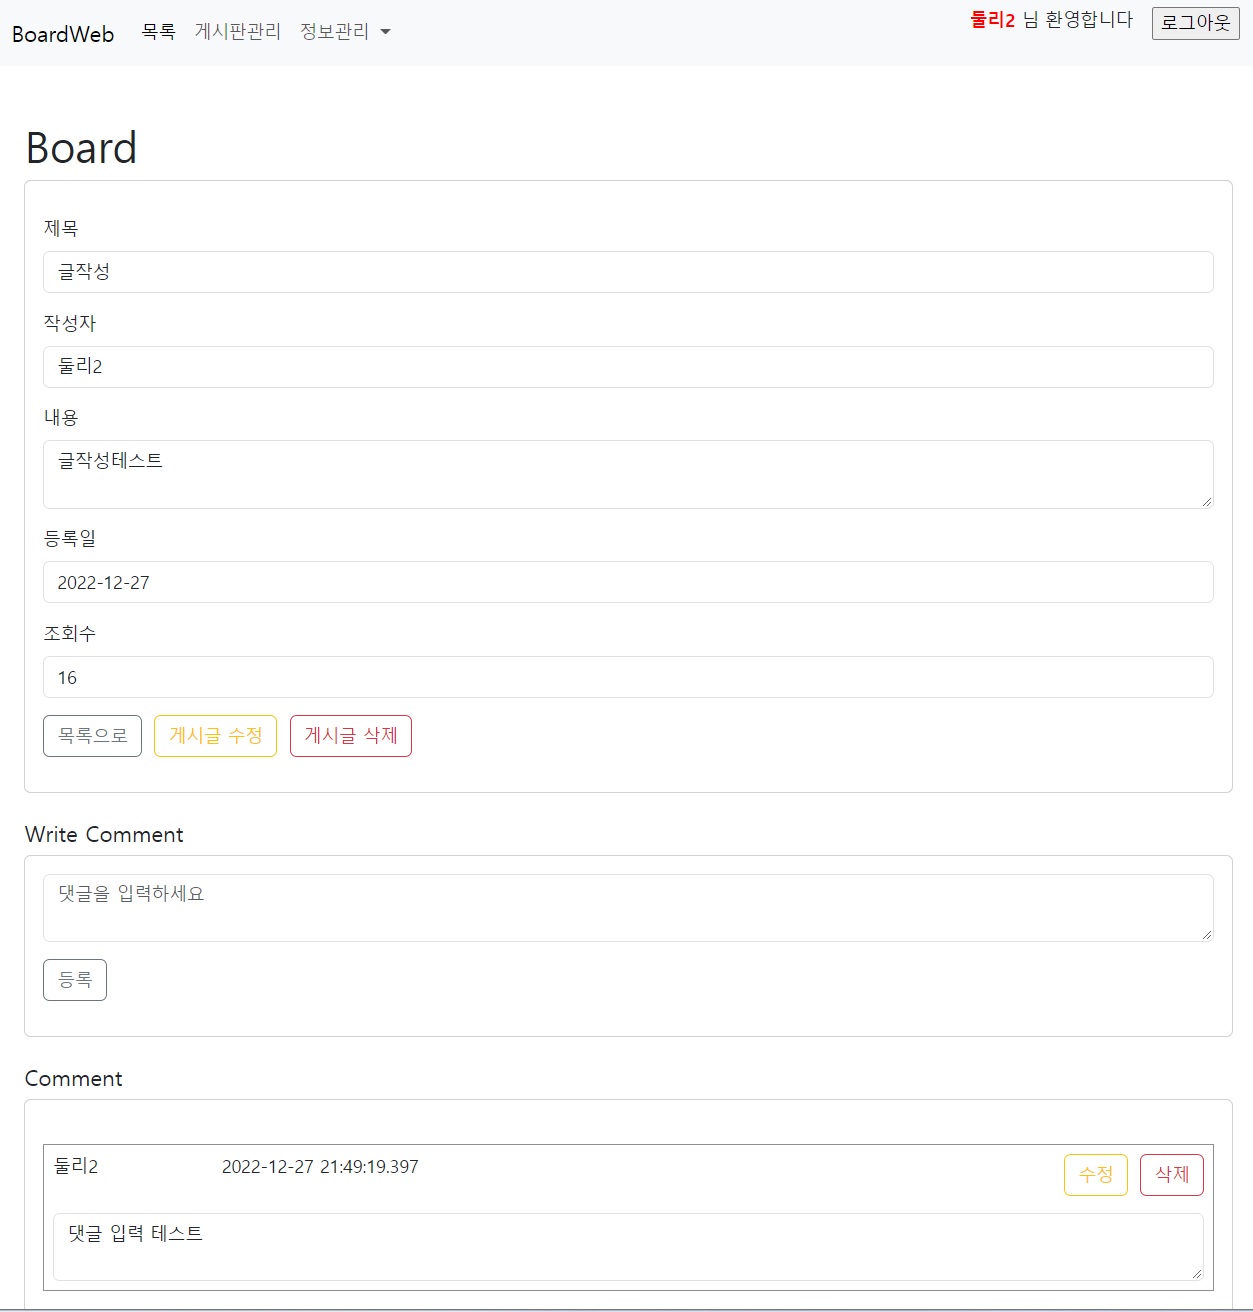 BoardWeb 목록 게시판관리 정보관리 둘리2 님 환영합니다 로그아웃
Board
제목
글작성
작성자
둘리2
내용
글작성테스트
등록일
2022-12-27
조회수
16
목록으로 게시글 수정 게시글 삭제
Write Comment
댓글을 입력하세요
등록
Comment
둘리2 2022-12-27 21:49:19.397 수정 삭제
댓글 입력 테스트